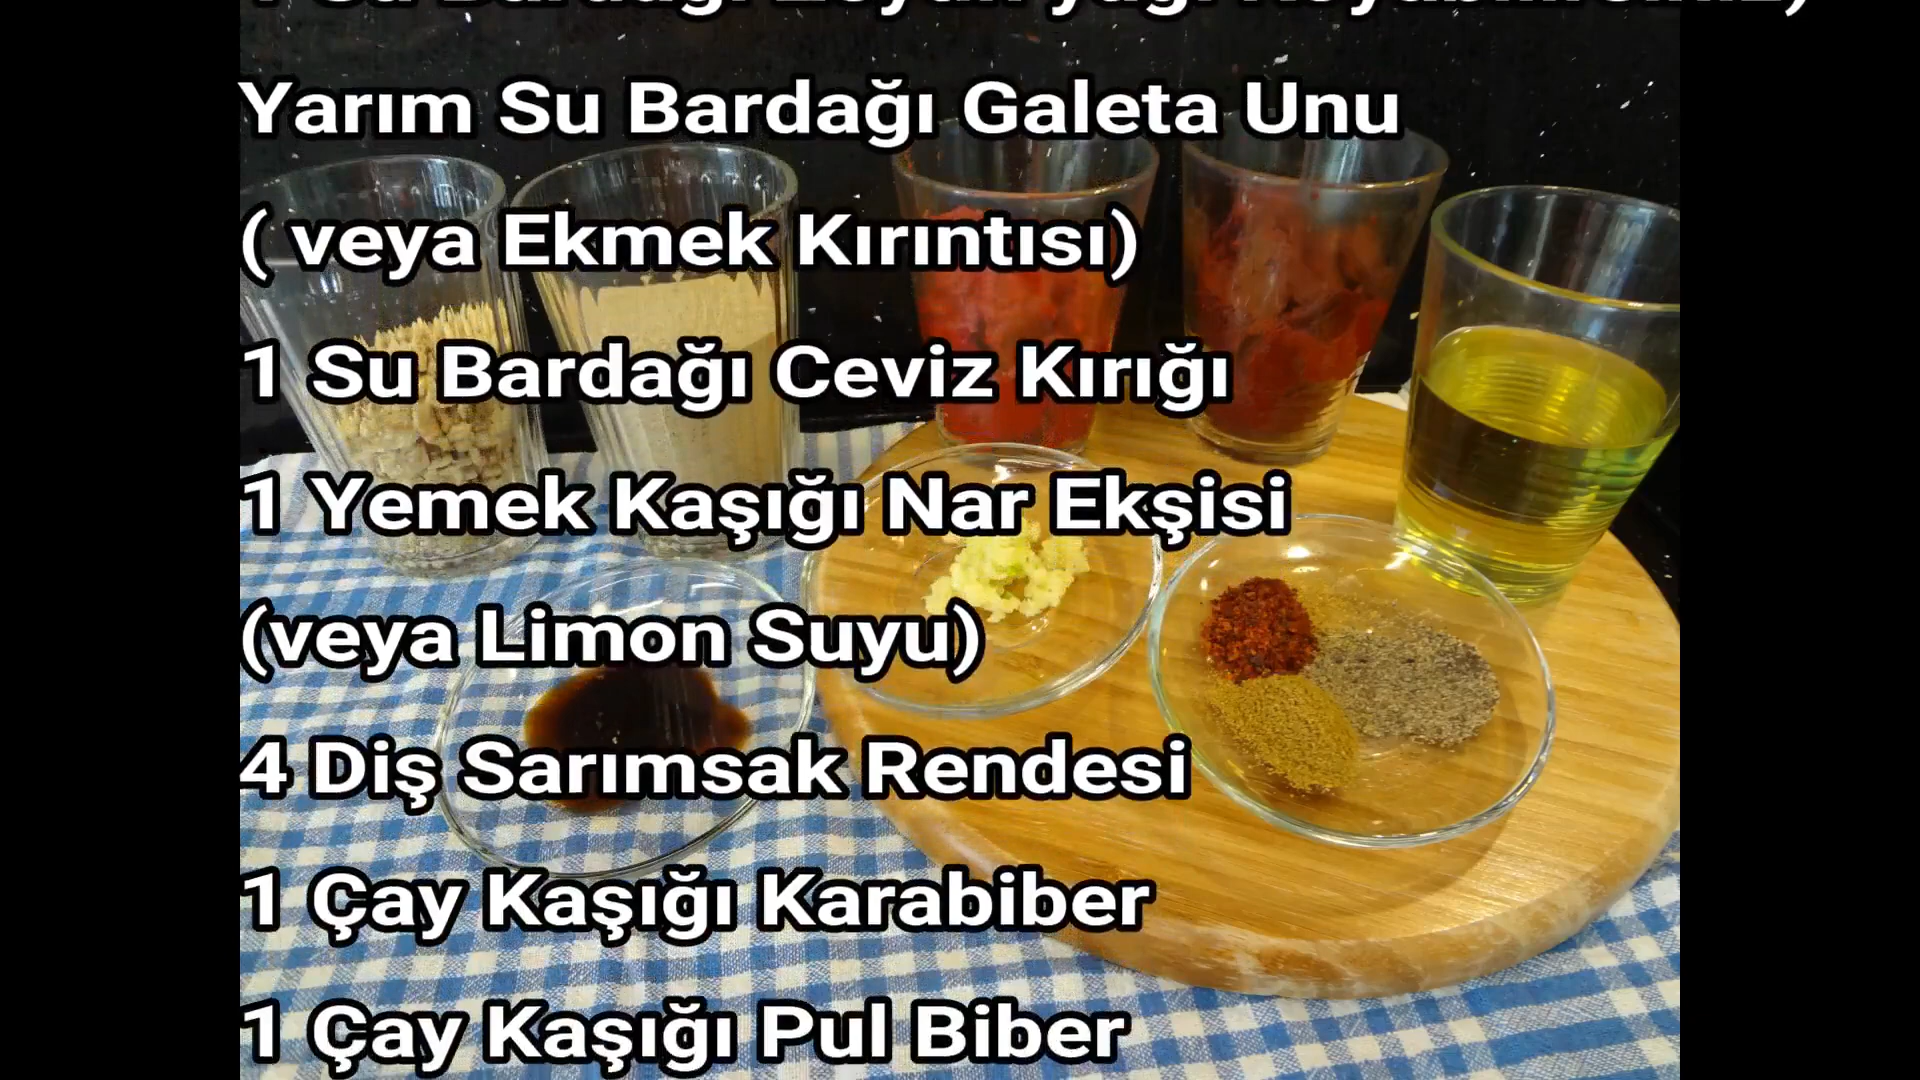 Yarım Su Bardağı Galeta Unu
( veya Ekmek Kırıntısı)
1 Su Bardağı Ceviz Kırığı
1 Yemek Kaşığı Nar Ekşisi
(veya Limon Suyu)
4 Diş Sarımsak Rendesi
1 Çay Kaşığı Karabiber
1 Çay Kaşığı Pul Biber